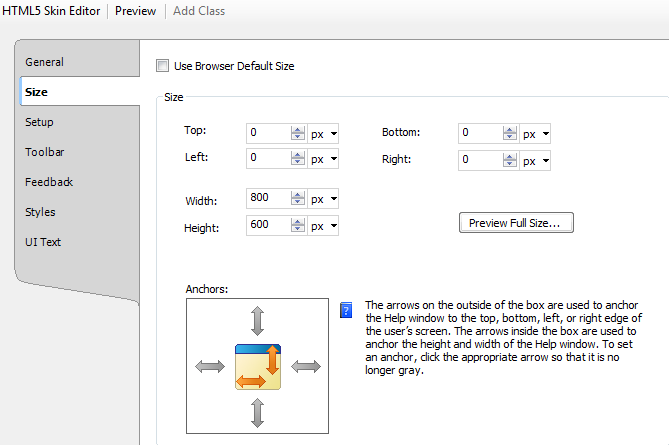 HTML5 Skin Editor Preview Add Class
General
Size
Setup
Toolbar
Feedback
Styles
UI Text
Use Browser Default Size
Size
Top: 0 px Bottom: 0 px
Left: 0 px Right: 0 px
Width: 800 px
Height: 600 px
Preview Full Size...
Anchors:
?
The arrows on the outside of the box are used to anchor
the Help window to the top, bottom, left, or right edge of
the user's screen. The arrows inside the box are used to
anchor the height and width of the Help window. To set
an anchor, click the appropriate arrow so that it is no
longer gray.